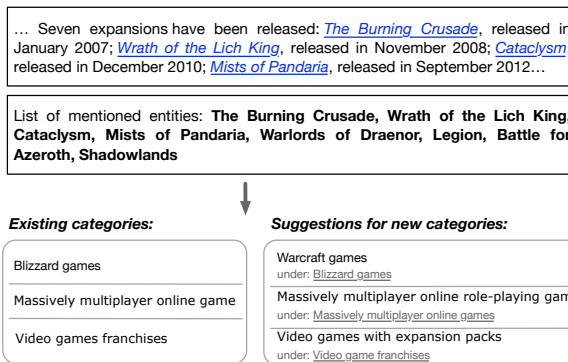 ... Seven expansions have been released: The Burning Crusade, released in
January 2007; Wrath of the Lich King, released in November 2008; Cataclysm,
released in December 2010; Mists of Pandaria, released in September 2012...
List of mentioned entities: The Burning Crusade, Wrath of the Lich King,
Cataclysm, Mists of Pandaria, Warlords of Draenor, Legion, Battle for
Azeroth, Shadowlands
Existing categories:
Blizzard games
Massively multiplayer online game
Video games franchises
Suggestions for new categories:
Warcraft games
under: Blizzard games
Massively multiplayer online role-playing gam
under: Massively multiplayer online games
Video games with expansion packs
under: Video game franchises